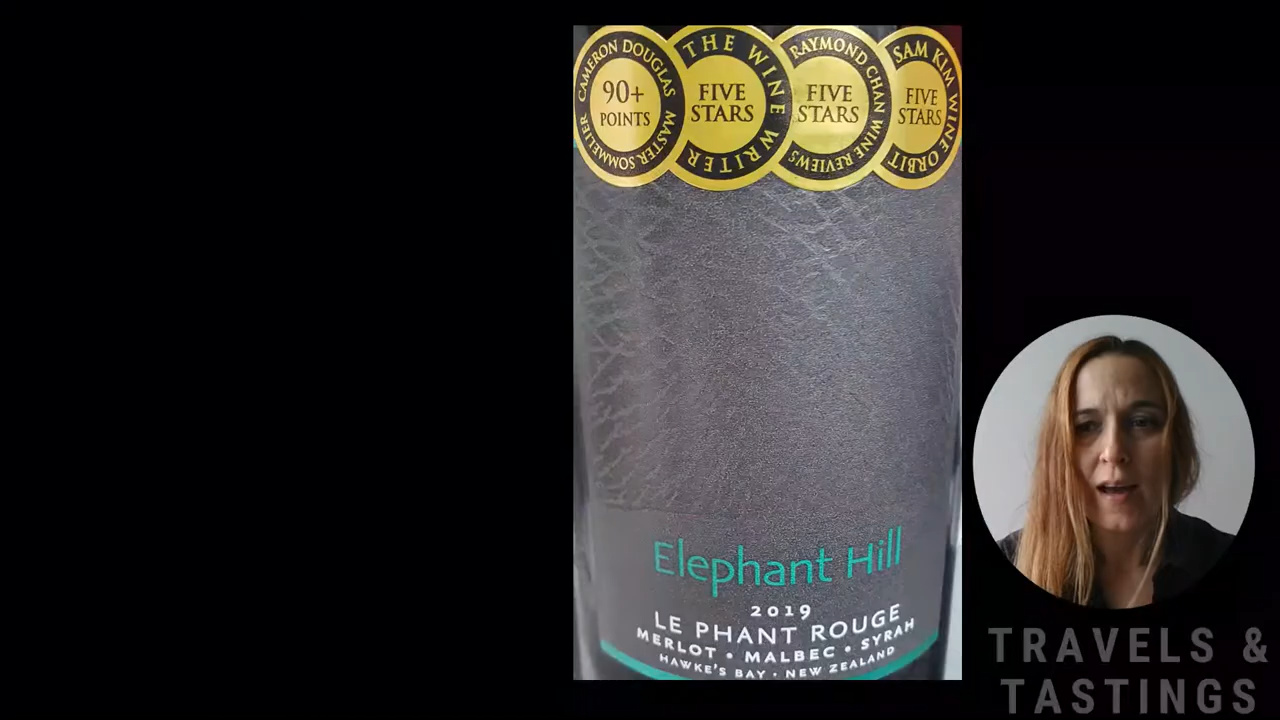 CAMERON DOUGLAS
90+
POINTS
MASTER SOMMELIER
THE WINE
FIVE
STARS
WRITER
RAYMOND CHAN WINE REVIEWS
FIVE
STARS
SAM KIM WINE ORBIT
FIVE
STARS
Elephant Hill
2019
LE PHANT ROUGE
MERLOT • MALBEC • SYRAH
HAWKE'S BAY • NEW ZEALAND
TRAVELS &
TASTINGS